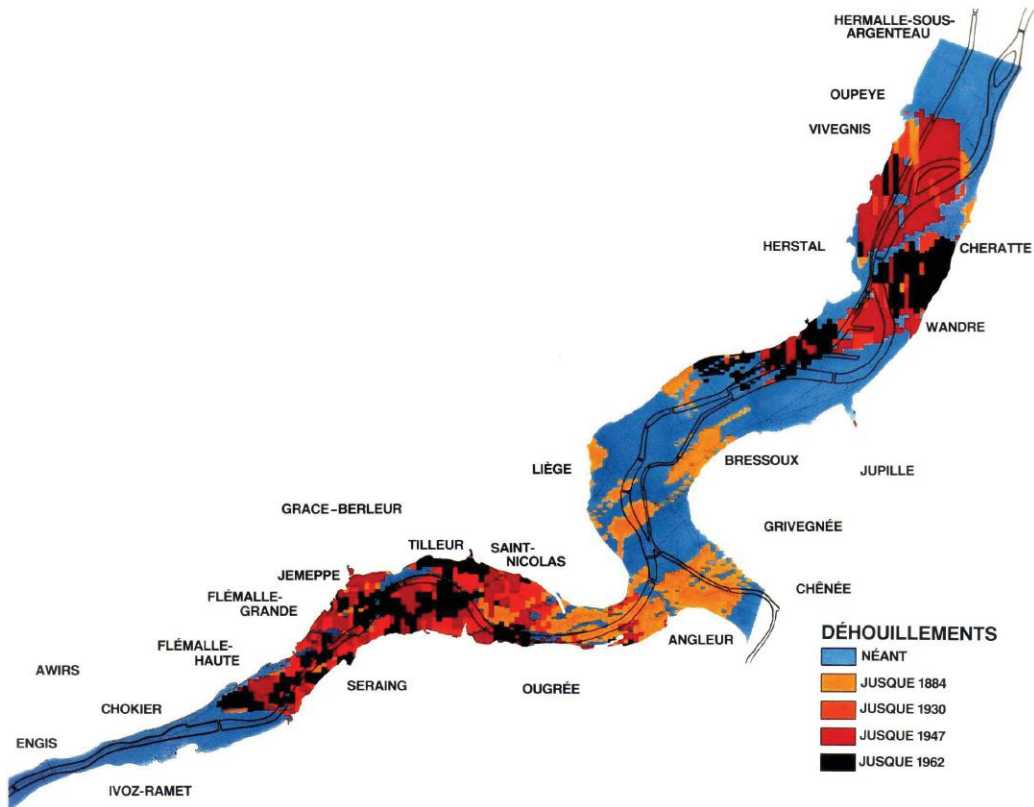 HERMALLE-SOUS-
ARGENTEAU
OUPEYE
VIVEGNIS
HERSTAL
CHERATTE
WANDRE
LIÈGE
BRESSOUX
JUPILLE
GRACE-BERLEUR
GRIVEGNÉE
TILLEUR
SAINT-
NICOLAS
JEMEPPE
CHÊNÉE
FLÉMALLE-
GRANDE
ANGLEUR
FLÉMALLE-
HAUTE
AWIRS
SERAING
OUGRÉE
CHOKIER
ENGIS
IVOZ-RAMET
DÉHOUILLEMENTS
NÉANT
JUSQUE 1884
JUSQUE 1930
JUSQUE 1947
JUSQUE 1962